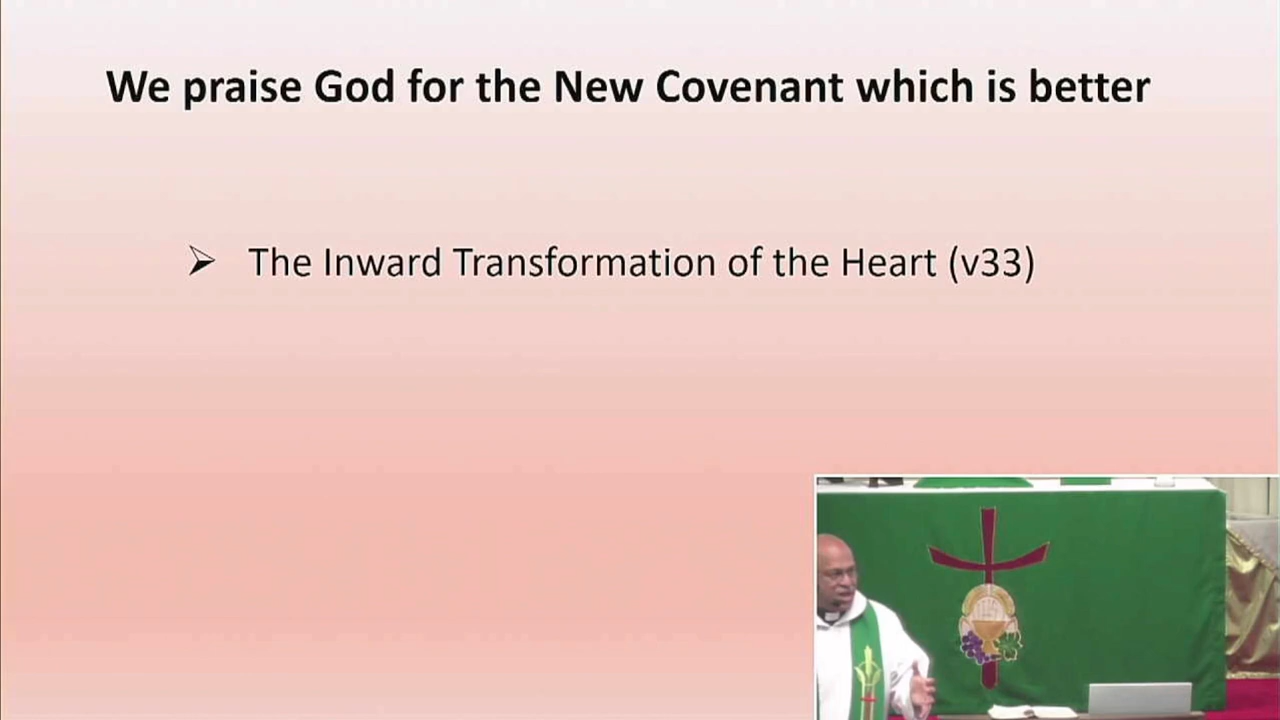 We praise God for the New Covenant which is better
➢ The Inward Transformation of the Heart (v33)